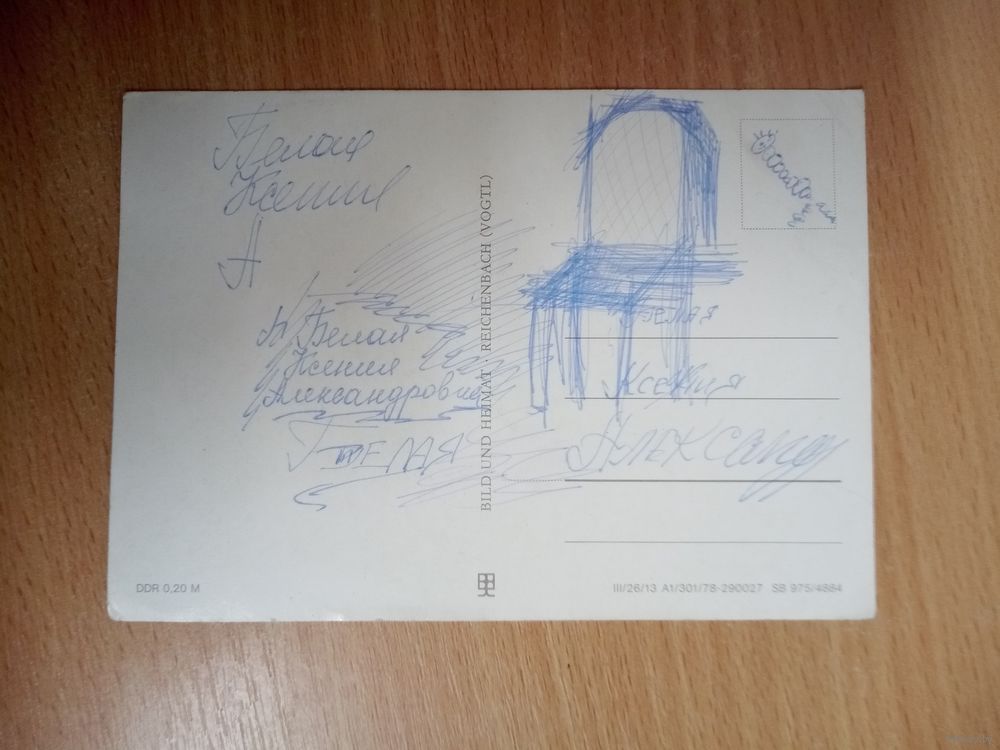 Белая
Ксения
А
Белая
Ксения
Александровна
БЕЛАЯ
BILD UND HEIMAT · REICHENBACH (VOGTL)
БЕЛАЯ
Ксения
АЛЕКСАНД
DDR 0,20 M
III/26/13 A1/301/78-290027 SB 975/4884